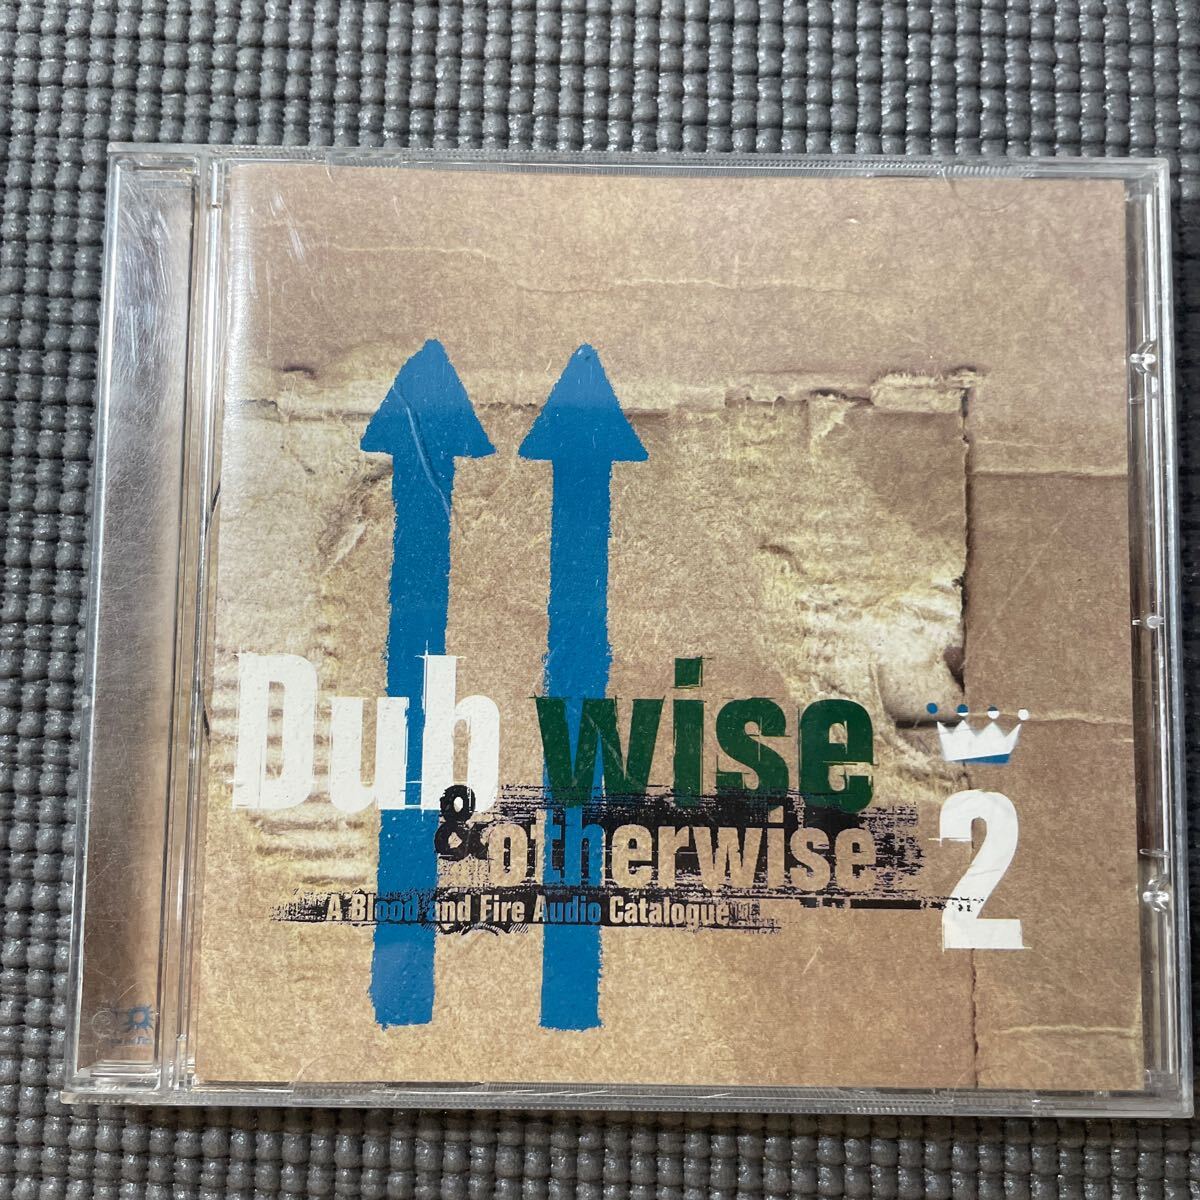 Dub wise
& otherwise
2
A Blood and Fire Audio Catalogue